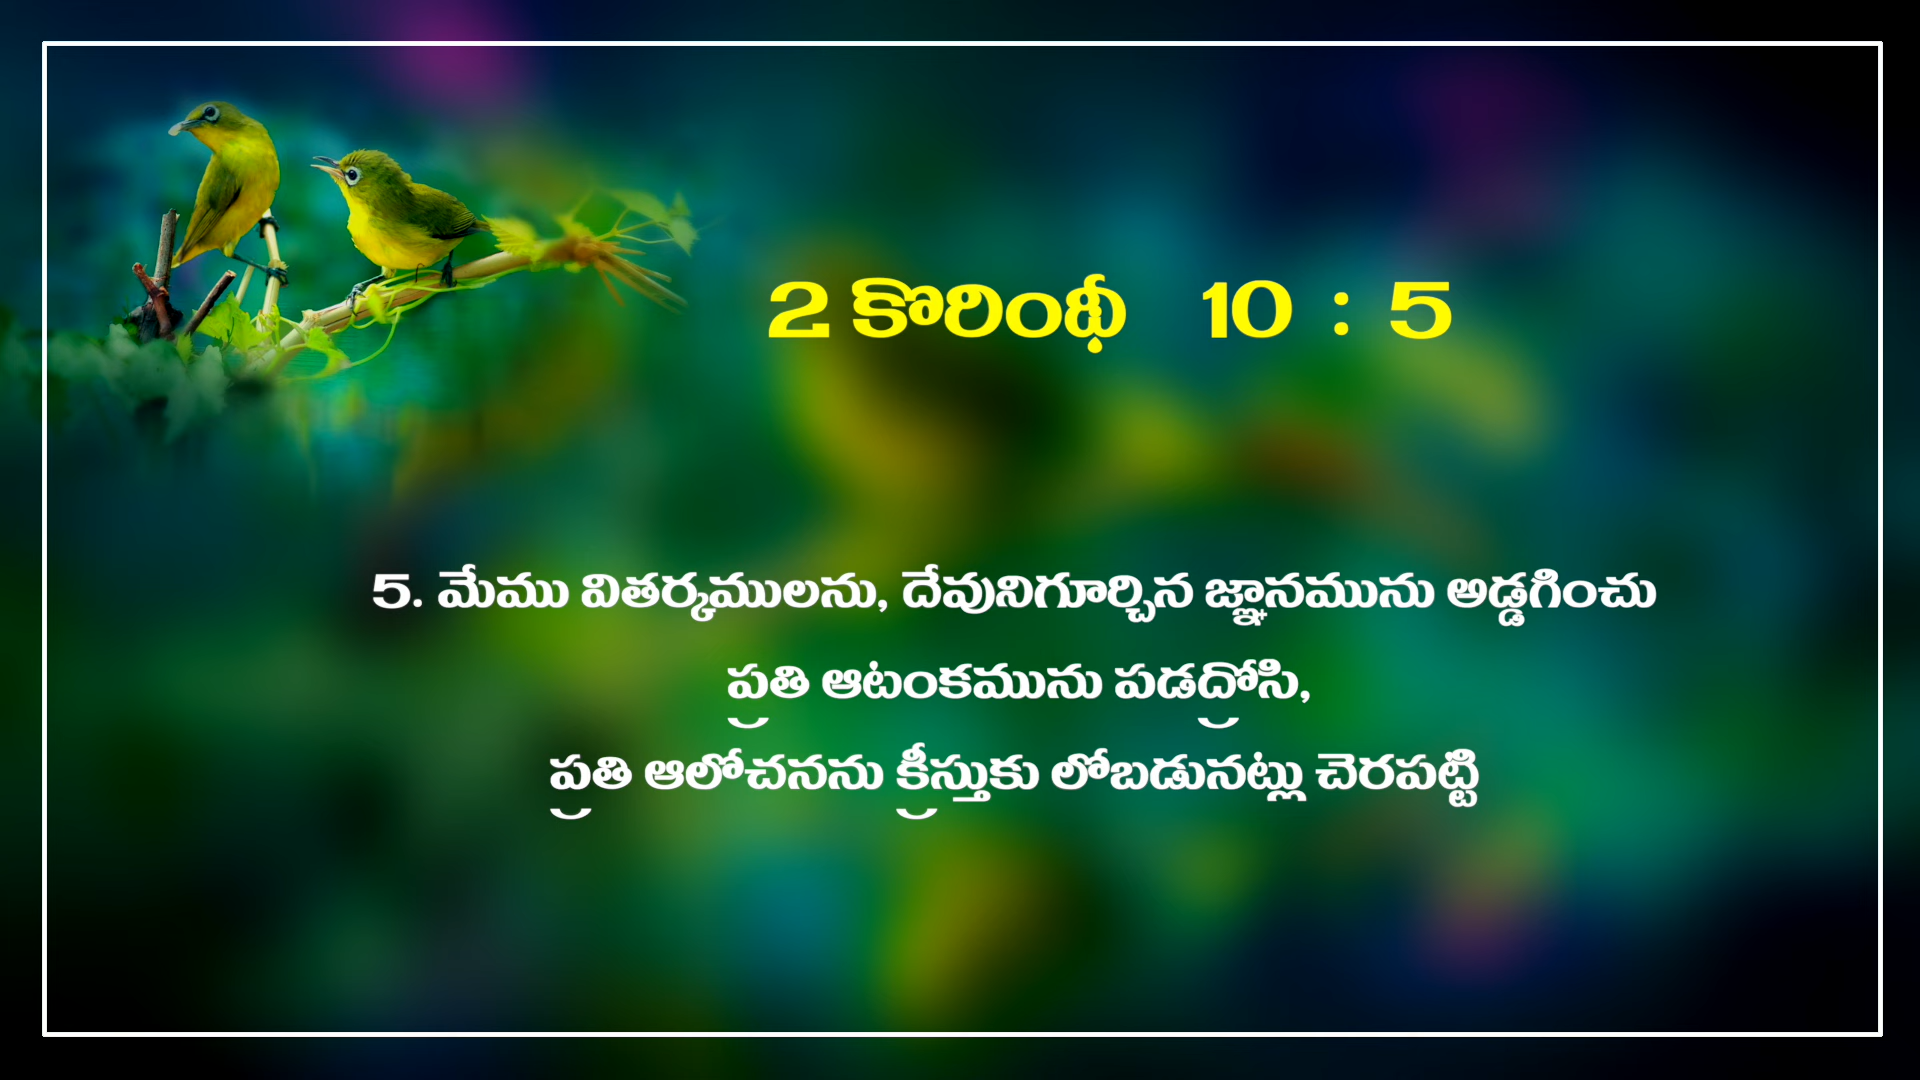 2 కొరింథీ 10 : 5
5. మేము వితర్కములను, దేవునిగూర్చిన జ్ఞానమును అడ్డగించు
ప్రతి ఆటంకమును పడద్రోసి,
ప్రతి ఆలోచనను క్రీస్తుకు లోబడునట్లు చెరపట్టి